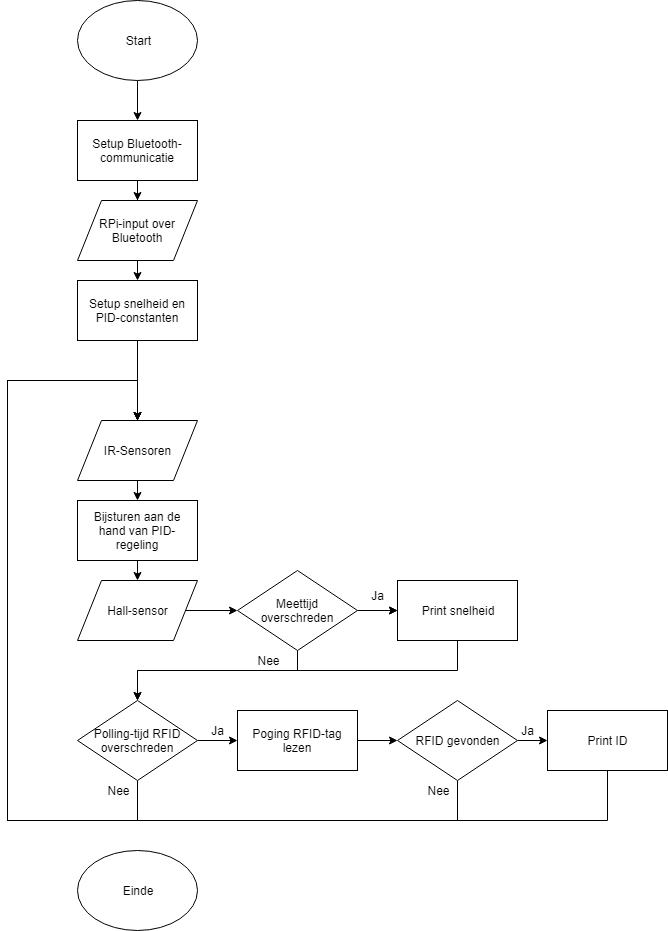 Start
Setup Bluetooth-
communicatie
RPi-input over
Bluetooth
Setup snelheid en
PID-constanten
IR-Sensoren
Bijsturen aan de
hand van PID-
regeling
Hall-sensor
Meettijd
overschreden
Ja
Print snelheid
Nee
Polling-tijd RFID
overschreden
Ja
Poging RFID-tag
lezen
RFID gevonden
Ja
Print ID
Nee
Nee
Einde